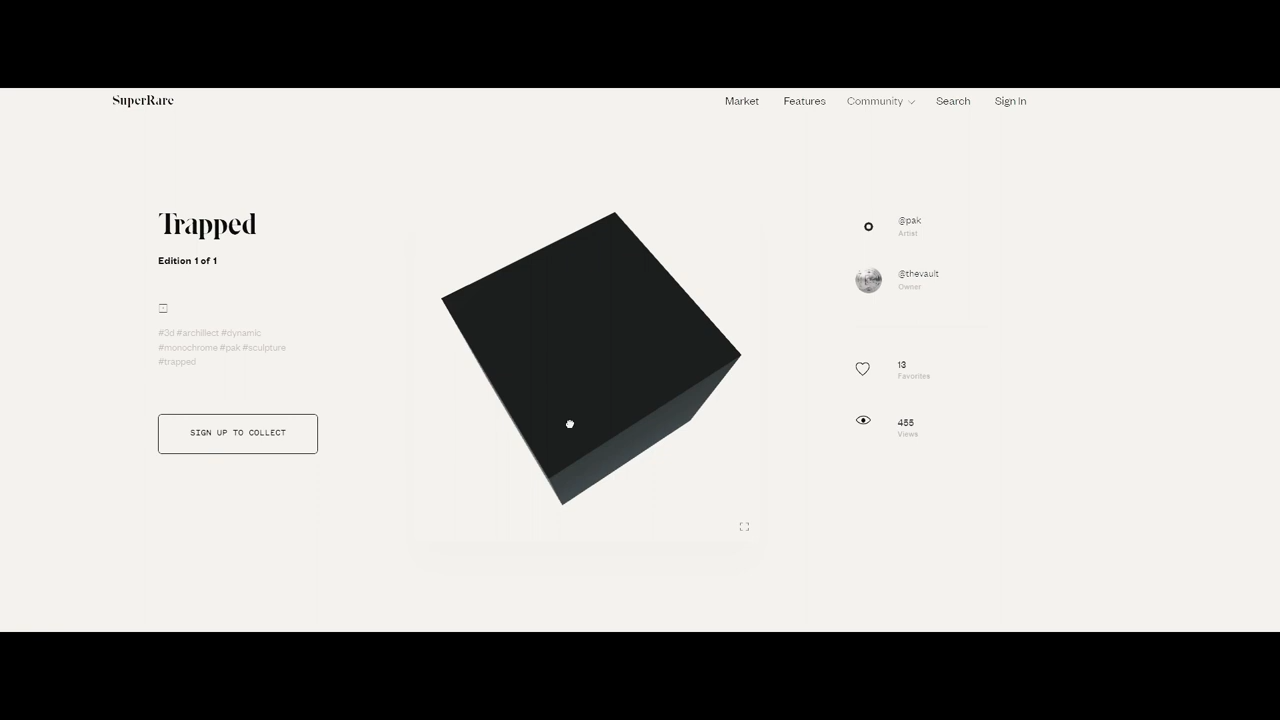 SuperRare
Market Features Community Search Sign In
Trapped
Edition 1 of 1
#3d #archillect #dynamic
#monochrome #pak #sculpture
#trapped
SIGN UP TO COLLECT
@pak
Artist
@thevault
Owner
13
Favorites
455
Views